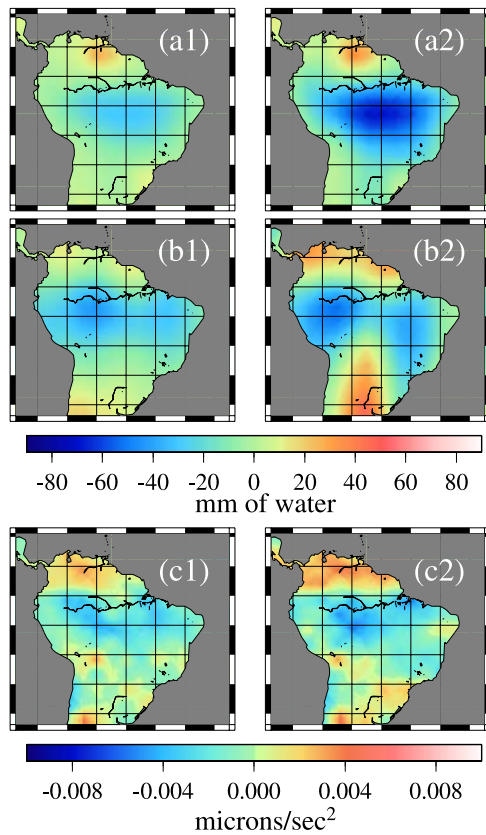 (a1) (a2)
(b1) (b2)
-80 -60 -40 -20 0 20 40 60 80
mm of water
(c1) (c2)
-0.008 -0.004 0.000 0.004 0.008
microns/sec²